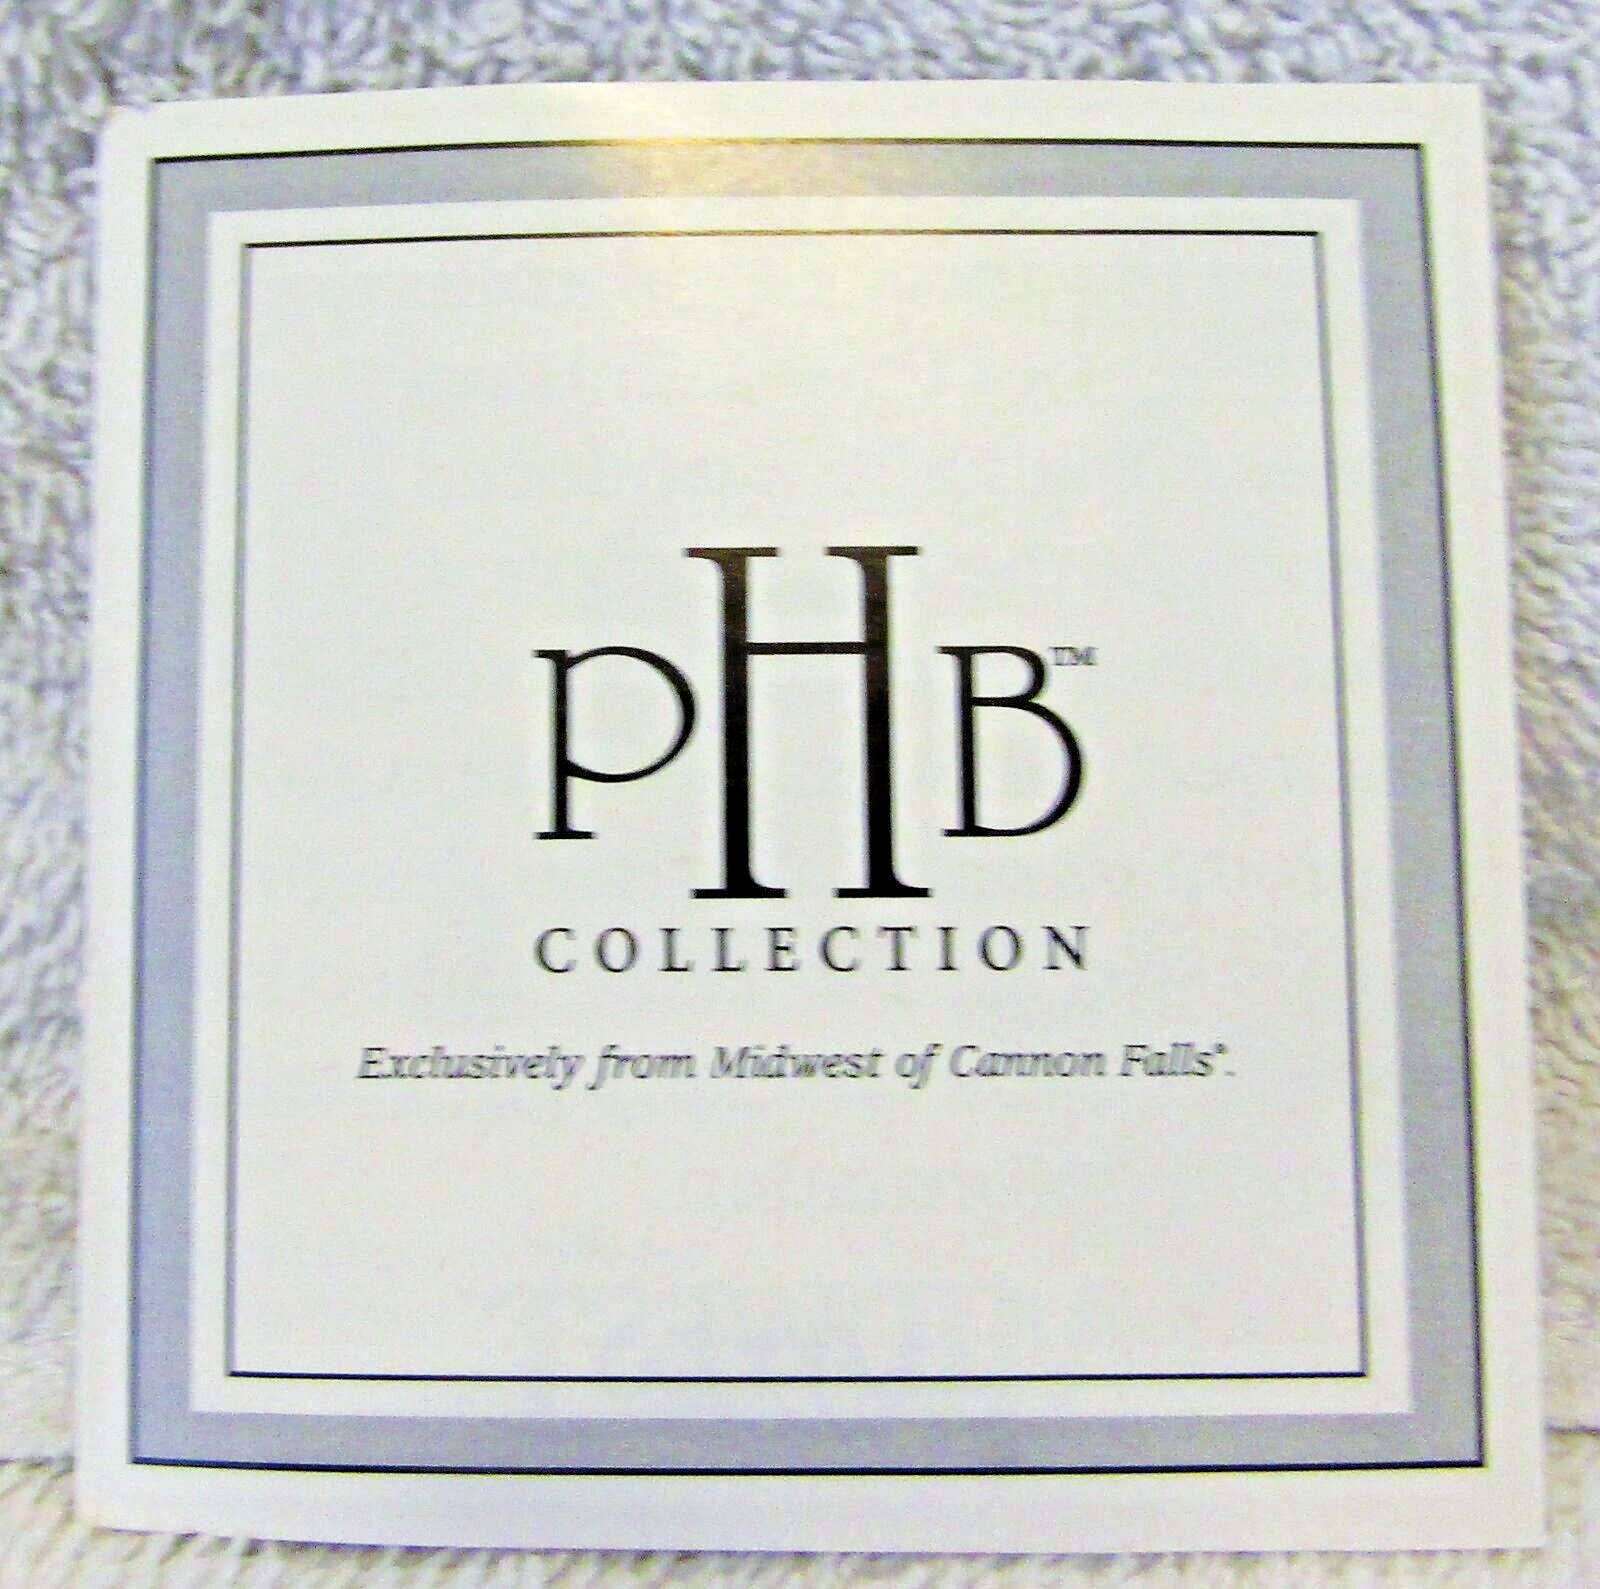 PHB™
COLLECTION
Exclusively from Midwest of Cannon Falls®.